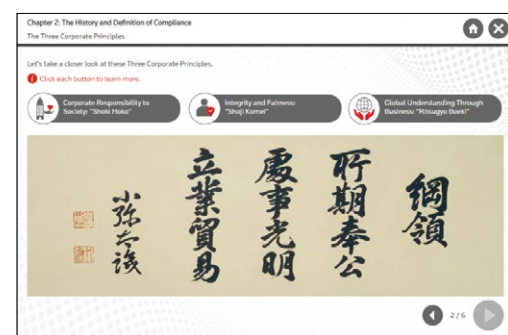 Chapter 2: The History and Definition of Compliance
The Three Corporate Principles
Let's take a closer look at these Three Corporate Principles.
Click each button to learn more.
Corporate Responsibility to
Society: "Shoki Hoko"
Integrity and Fairness:
"Shoji Komei"
Global Understanding Through
Business: "Ritsugyo Boeki"
綱領
所期奉公
處事光明
立業貿易
小弥太識
2/6